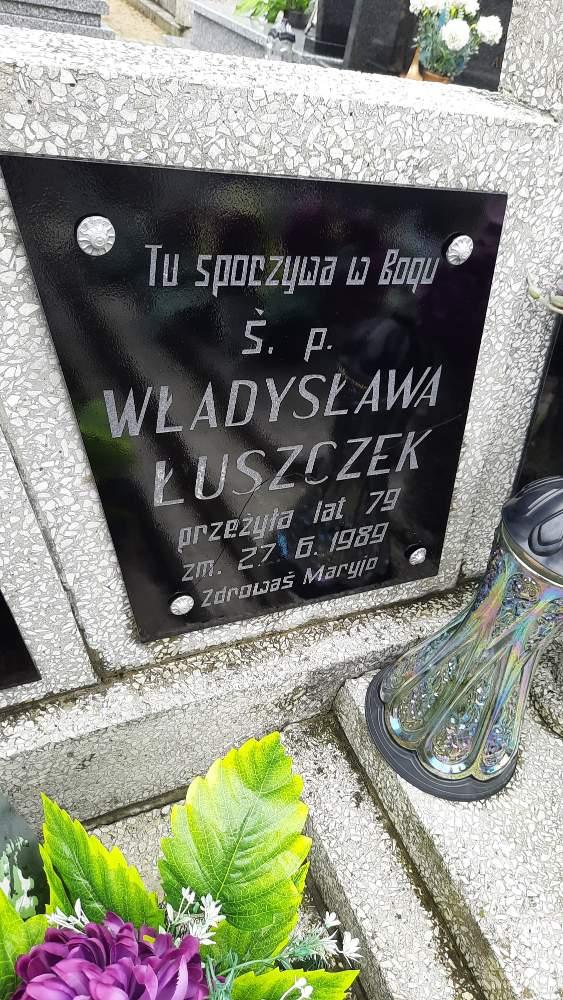 Tu spoczywa w Bogu
Ś. p.
WŁADYSŁAWA
ŁUSZCZEK
przeżyła lat 79
zm. 27. 6. 1989
Zdrowaś Maryjo